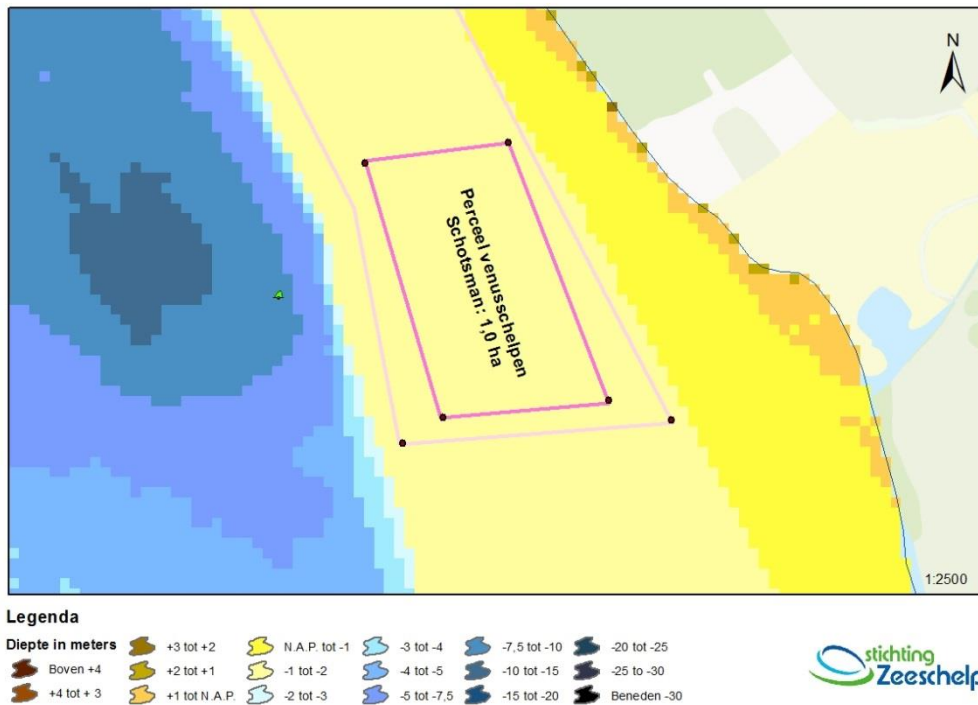 N
Perceel venusschelpen
Schotsman: 1,0 ha
1:2500
Legenda
Diepte in meters
Boven +4
+4 tot + 3
+3 tot +2
+2 tot +1
+1 tot N.A.P.
N.A.P. tot -1
-1 tot -2
-2 tot -3
-3 tot -4
-4 tot -5
-5 tot -7,5
-7,5 tot -10
-10 tot -15
-15 tot -20
-20 tot -25
-25 tot -30
Beneden -30
stichting
Zeeschelp